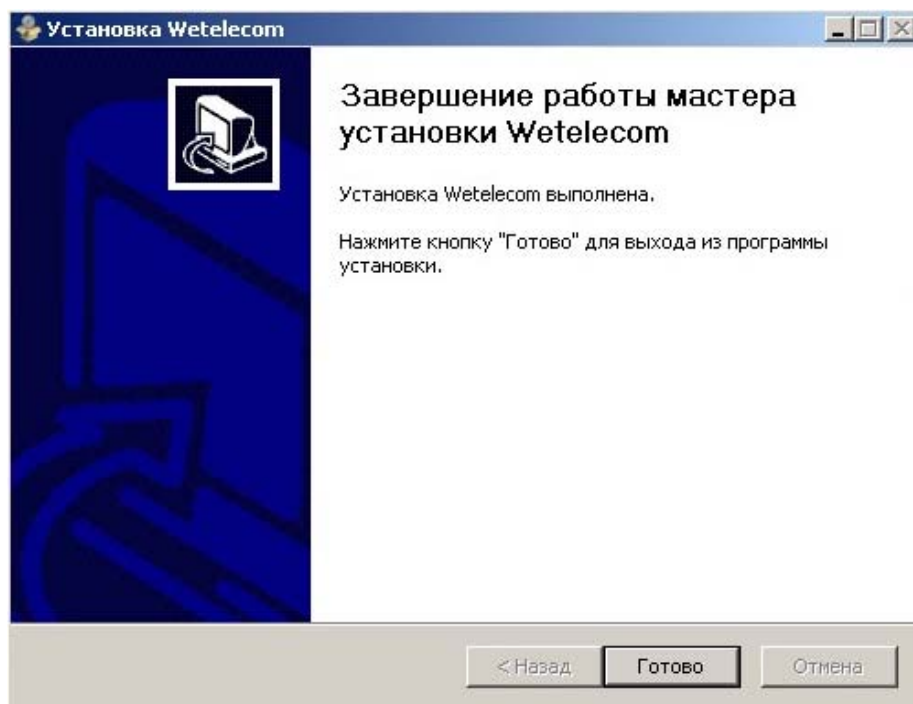 Установка Wetelecom
Завершение работы мастера
установки Wetelecom
Установка Wetelecom выполнена.
Нажмите кнопку "Готово" для выхода из программы
установки.
< Назад
Готово
Отмена